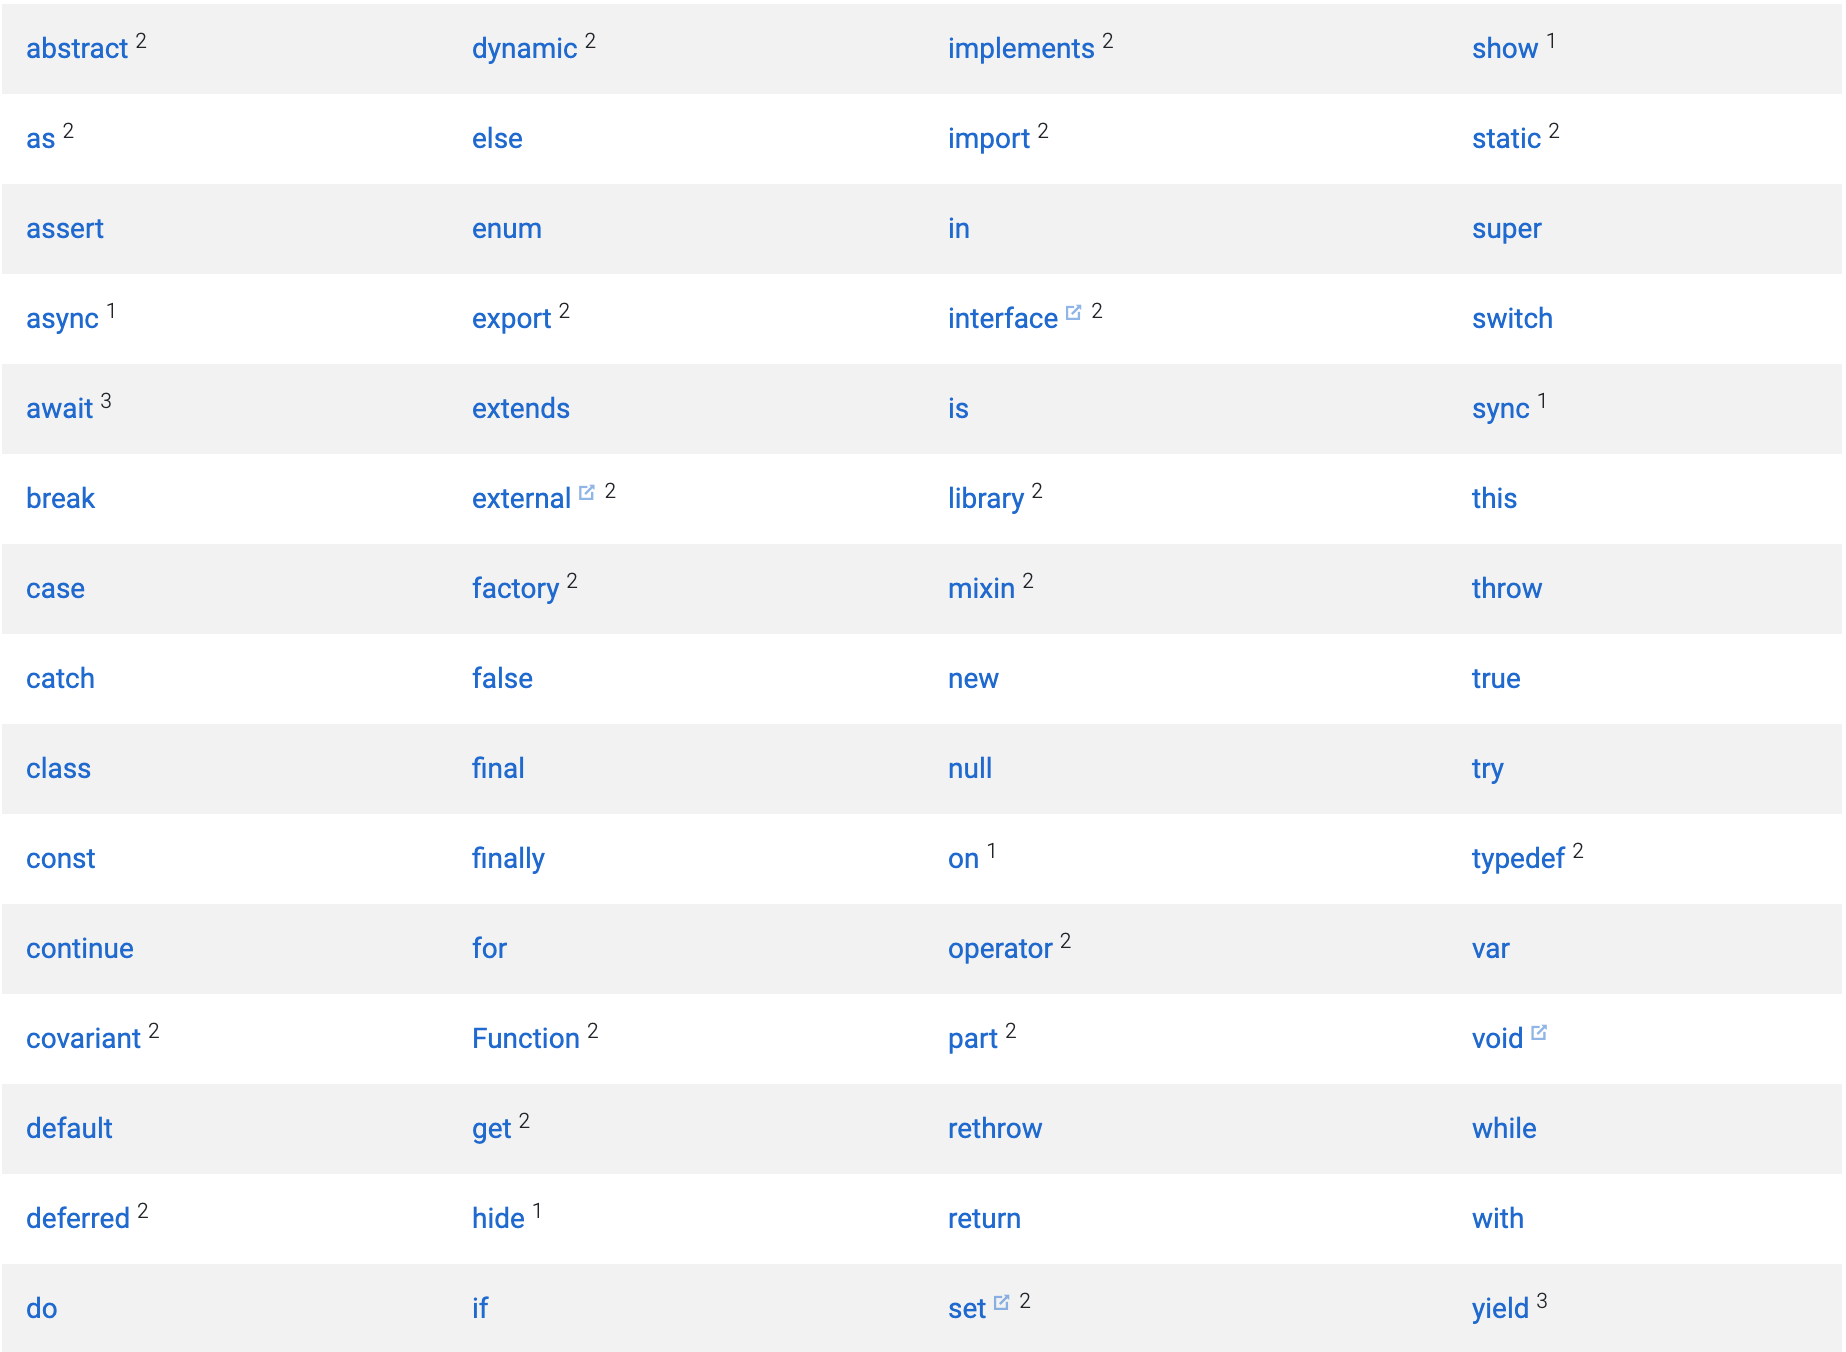 abstract 2 dynamic 2 implements 2 show 1
as 2 else import 2 static 2
assert enum in super
async 1 export 2 interface 2 switch
await 3 extends is sync 1
break external 2 library 2 this
case factory 2 mixin 2 throw
catch false new true
class final null try
const finally on 1 typedef 2
continue for operator 2 var
covariant 2 Function 2 part 2 void
default get 2 rethrow while
deferred 2 hide 1 return with
do if set 2 yield 3